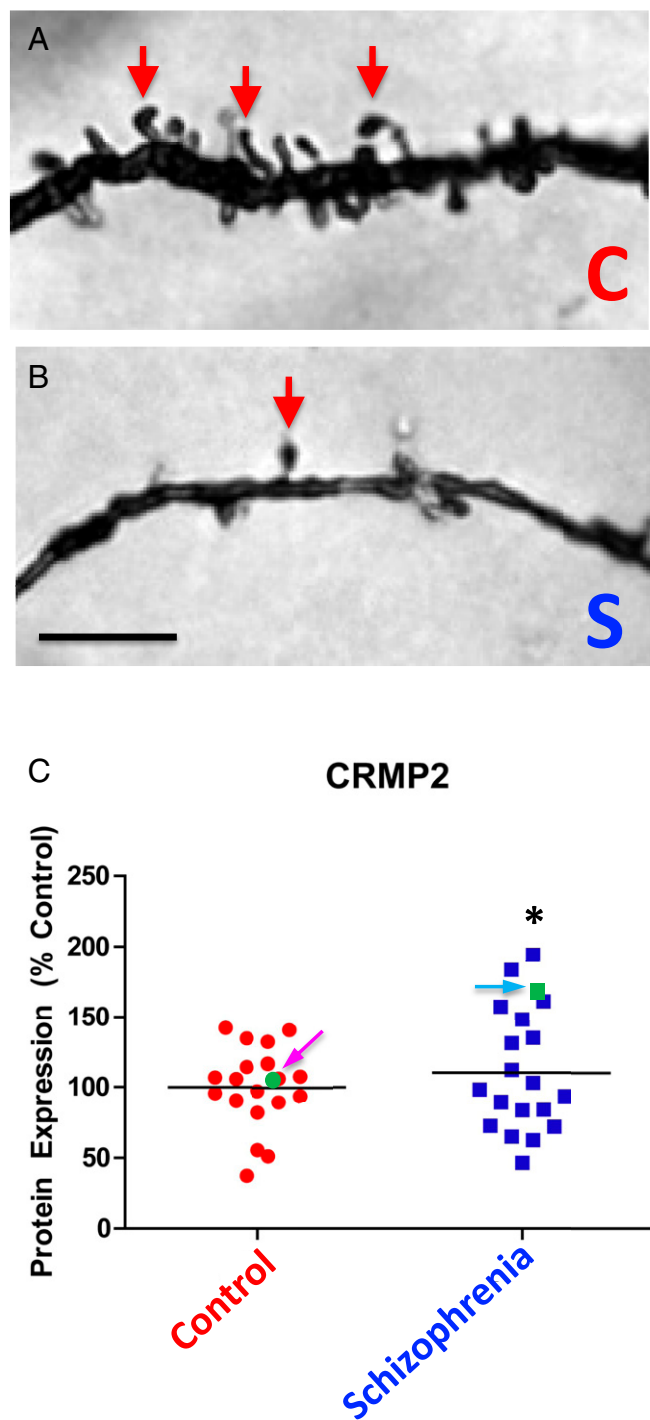 A
C
B
S
C
CRMP2
Protein Expression (% Control)
250
200
150
100
50
0
*
Control
Schizophrenia